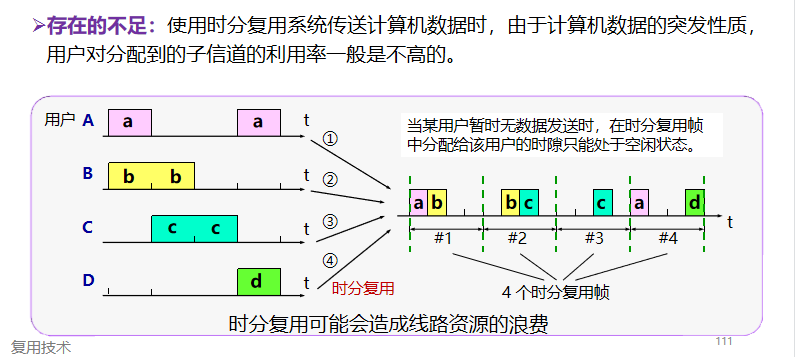 ➢存在的不足：使用时分复用系统传送计算机数据时，由于计算机数据的突发性质，
用户对分配到的子信道的利用率一般是不高的。
用户 A a a t
①
当某用户暂时无数据发送时，在时分复用帧
中分配给该用户的时隙只能处于空闲状态。
B b b t
②
C c c t
③
D d t
④
时分复用
a b b c c a d t
#1 #2 #3 #4
4 个时分复用帧
时分复用可能会造成线路资源的浪费
复用技术
111